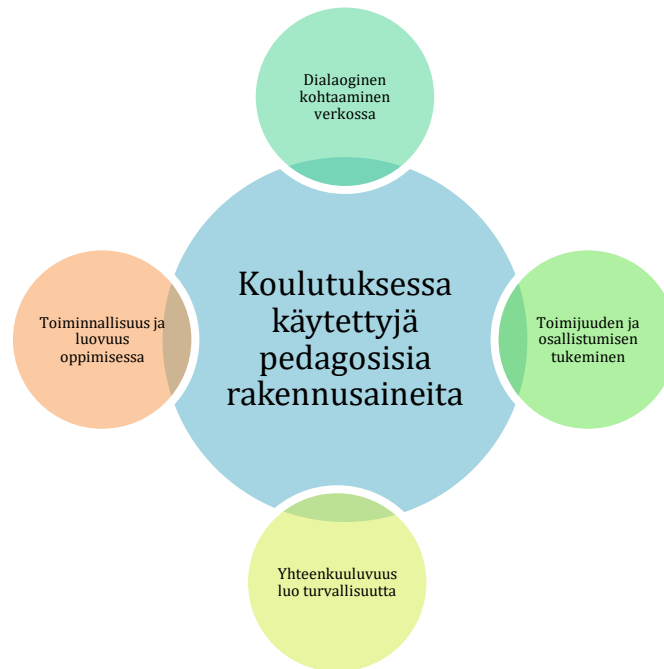 Dialaoginen
kohtaaminen
verkossa
Koulutuksessa
käytettyjä
pedagosisia
rakennusaineita
Toiminnallisuus ja
luovuus
oppimisessa
Toimijuuden ja
osallistumisen
tukeminen
Yhteenkuuluvuus
luo turvallisuutta